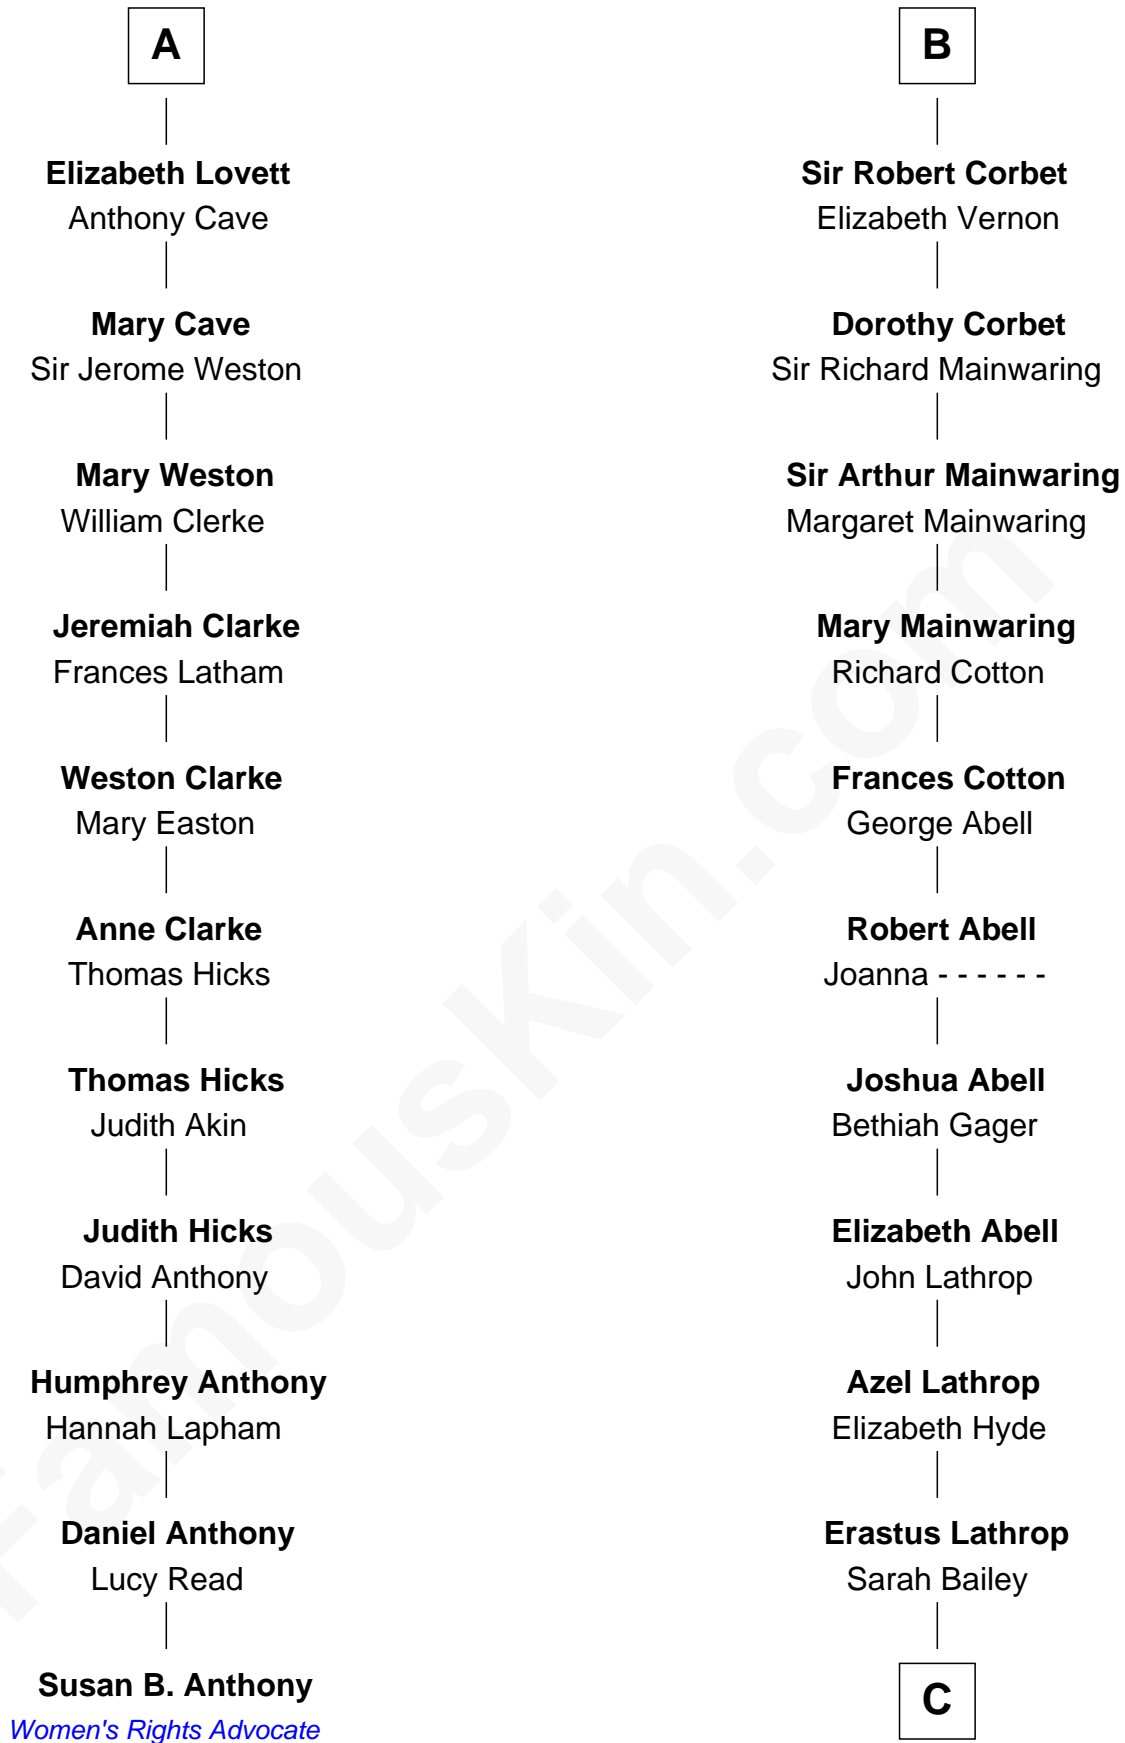 A
Elizabeth Lovett
Anthony Cave
Mary Cave
Sir Jerome Weston
Mary Weston
William Clerke
Jeremiah Clarke
Frances Latham
Weston Clarke
Mary Easton
Anne Clarke
Thomas Hicks
Thomas Hicks
Judith Akin
Judith Hicks
David Anthony
Humphrey Anthony
Hannah Lapham
Daniel Anthony
Lucy Read
Susan B. Anthony
Women's Rights Advocate
B
Sir Robert Corbet
Elizabeth Vernon
Dorothy Corbet
Sir Richard Mainwaring
Sir Arthur Mainwaring
Margaret Mainwaring
Mary Mainwaring
Richard Cotton
Frances Cotton
George Abell
Robert Abell
Joanna - - - - - -
Joshua Abell
Bethiah Gager
Elizabeth Abell
John Lathrop
Azel Lathrop
Elizabeth Hyde
Erastus Lathrop
Sarah Bailey
C
FamousKin.com